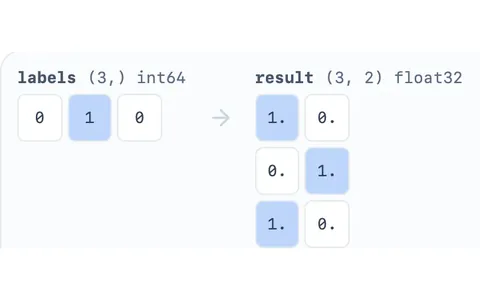 labels (3,) int64
0 1 0
→
result (3, 2) float32
1. 0.
0. 1.
1. 0.